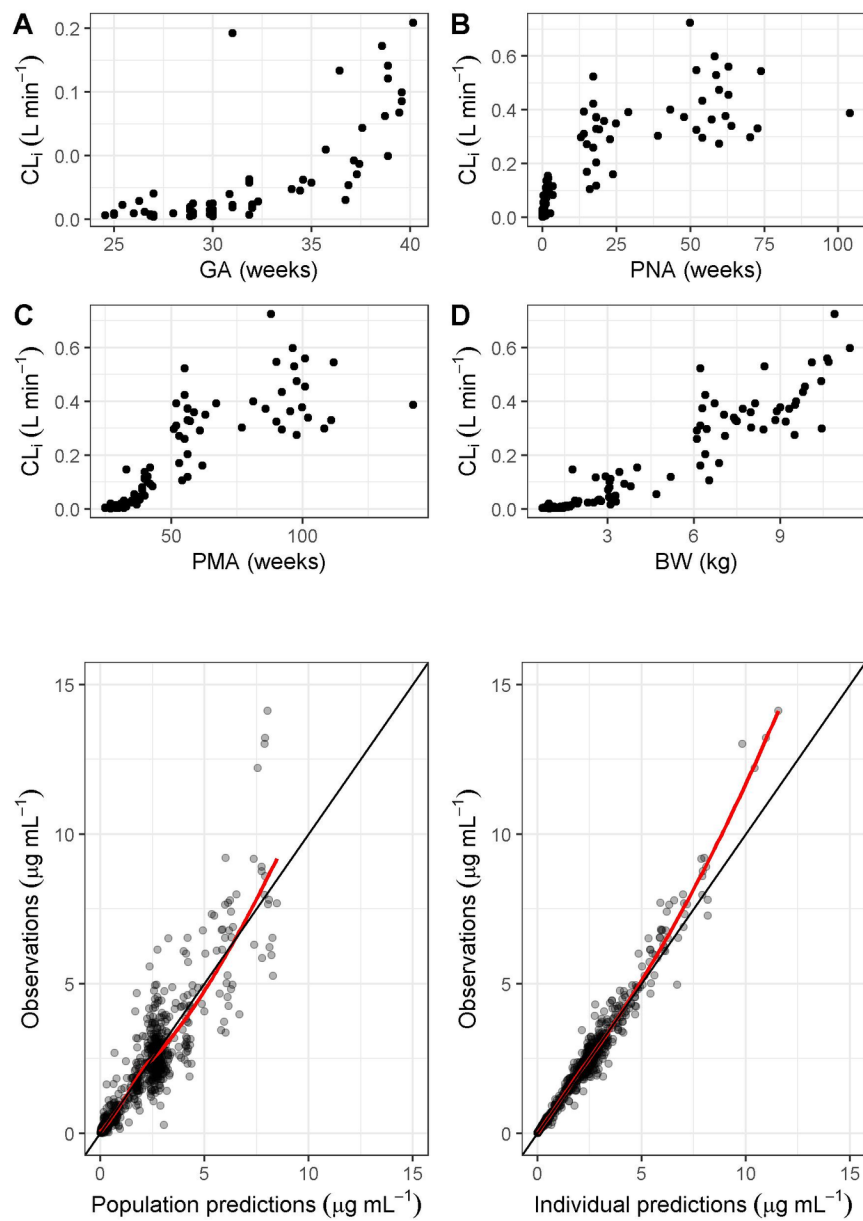 A
B
CLᵢ (L min⁻¹)
0.2
0.1
0.0
0.0
25 30 35 40
GA (weeks)
CLᵢ (L min⁻¹)
0.6
0.4
0.2
0.0
0 25 50 75 100
PNA (weeks)
C
D
CLᵢ (L min⁻¹)
0.6
0.4
0.2
0.0
50 100
PMA (weeks)
CLᵢ (L min⁻¹)
0.6
0.4
0.2
0.0
3 6 9
BW (kg)
Observations (μg mL⁻¹)
15
10
5
0
0 5 10 15
Population predictions (μg mL⁻¹)
Observations (μg mL⁻¹)
15
10
5
0
0 5 10 15
Individual predictions (μg mL⁻¹)